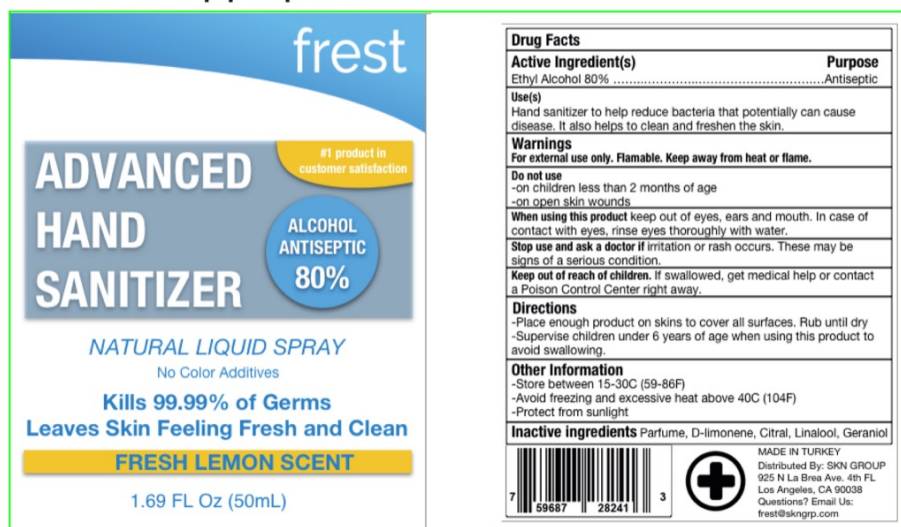 frest
#1 product in
customer satisfaction
ADVANCED
HAND
SANITIZER
ALCOHOL
ANTISEPTIC
80%
NATURAL LIQUID SPRAY
No Color Additives
Kills 99.99% of Germs
Leaves Skin Feeling Fresh and Clean
FRESH LEMON SCENT
1.69 FL Oz (50mL)
Drug Facts
Active Ingredient(s) Purpose
Ethyl Alcohol 80% ................................................Antiseptic
Use(s)
Hand sanitizer to help reduce bacteria that potentially can cause
disease. It also helps to clean and freshen the skin.
Warnings
For external use only. Flamable. Keep away from heat or flame.
Do not use
-on children less than 2 months of age
-on open skin wounds
When using this product keep out of eyes, ears and mouth. In case of
contact with eyes, rinse eyes thoroughly with water.
Stop use and ask a doctor if irritation or rash occurs. These may be
signs of a serious condition.
Keep out of reach of children. If swallowed, get medical help or contact
a Poison Control Center right away.
Directions
-Place enough product on skins to cover all surfaces. Rub until dry
-Supervise children under 6 years of age when using this product to
avoid swallowing.
Other Information
-Store between 15-30C (59-86F)
-Avoid freezing and excessive heat above 40C (104F)
-Protect from sunlight
Inactive ingredients Parfume, D-limonene, Citral, Linalool, Geraniol
7 59687 28241 3
MADE IN TURKEY
Distributed By: SKN GROUP
925 N La Brea Ave. 4th FL
Los Angeles, CA 90038
Questions? Email Us:
frest@skngrp.com